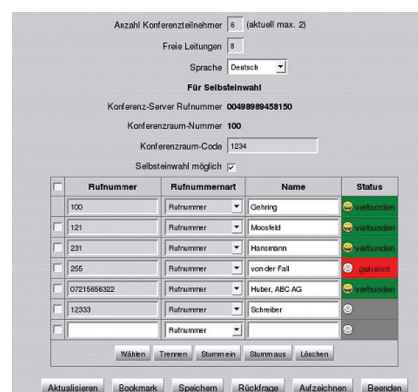 Anzahl Konferenzteilnehmer 6 (aktuell max. 2)
Freie Leitungen 8
Sprache Deutsch
Für Selbsteinwahl
Konferenz-Server Rufnummer 00498989458150
Konferenzraum-Nummer 100
Konferenzraum-Code 1234
Selbsteinwahl möglich
Rufnummer Rufnummernart Name Status
100 Rufnummer Gehring verbunden
121 Rufnummer Moosfeld verbunden
231 Rufnummer Hansmann verbunden
255 Rufnummer von der Fall getrennt
07215656322 Rufnummer Huber, ABC AG verbunden
12333 Rufnummer Schreiber
Rufnummer
Wählen Trennen Stumm ein Stumm aus Löschen
Aktualisieren Bookmark Speichern Rückfrage Aufzeichnen Beenden